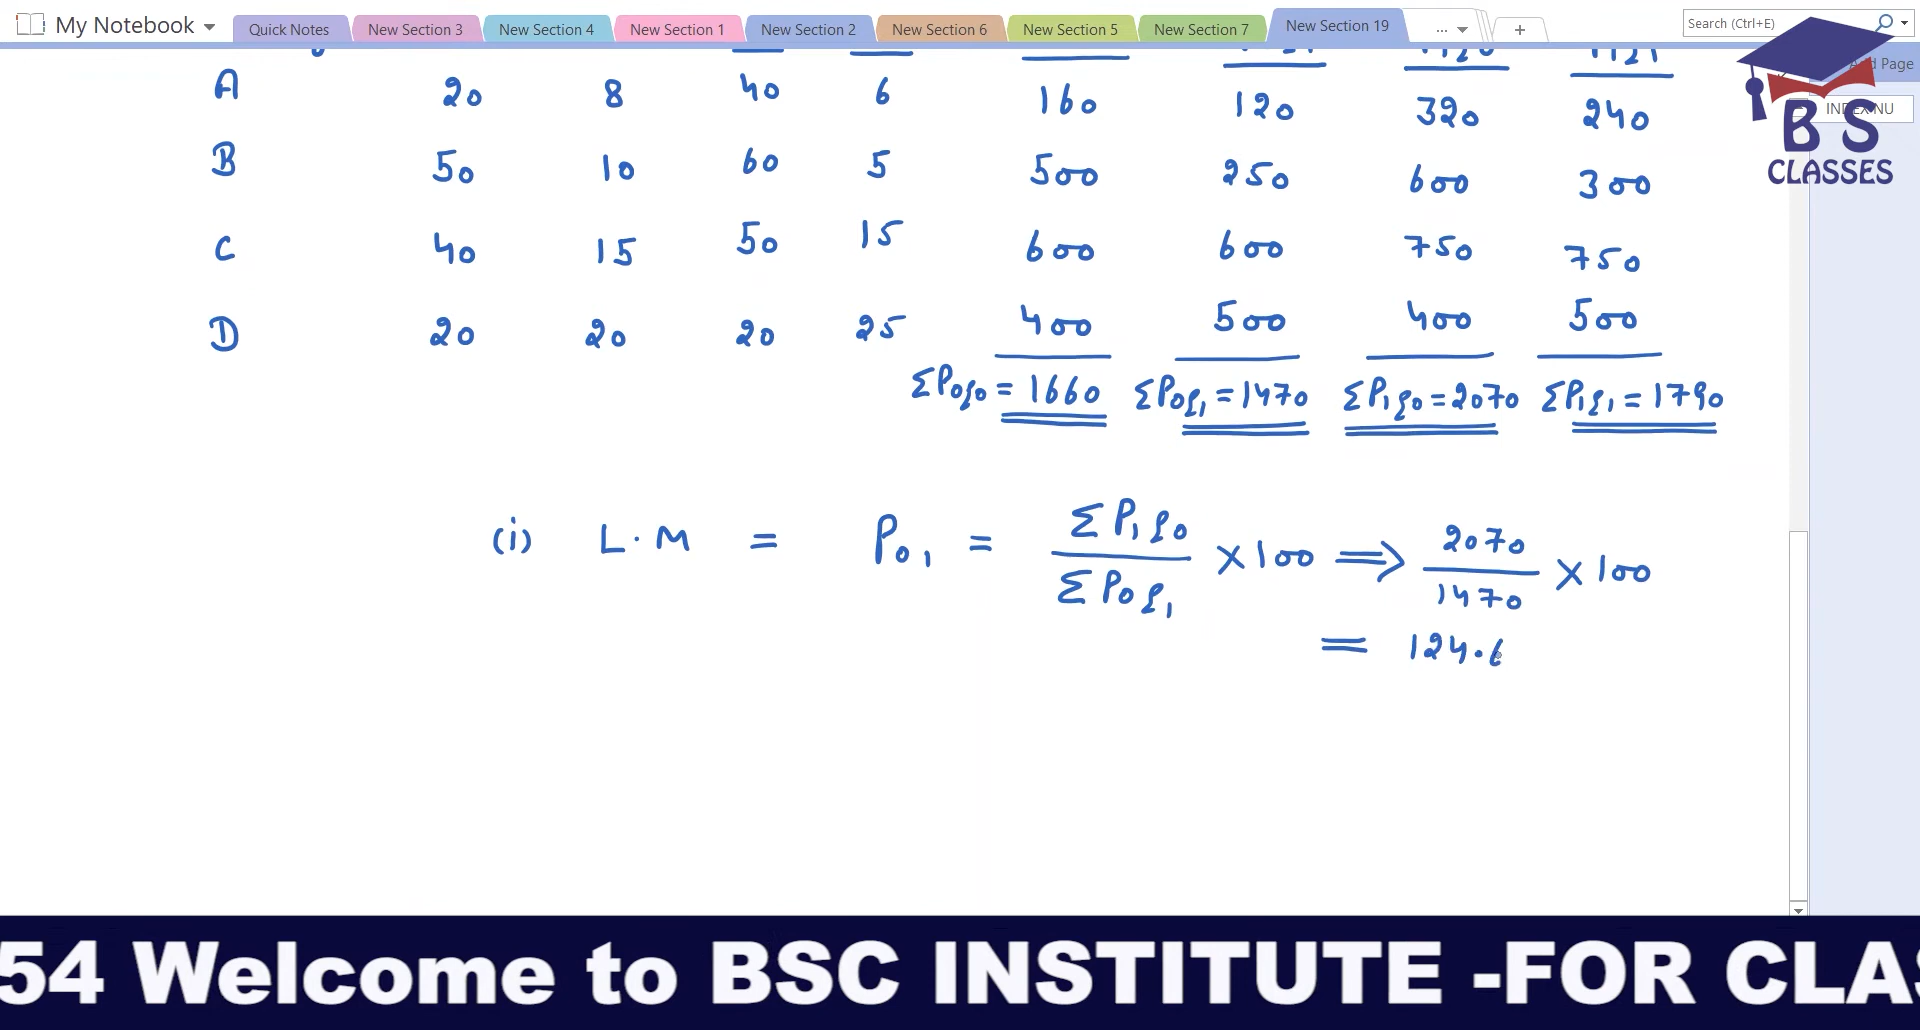 My Notebook Quick Notes New Section 3 New Section 4 New Section 1 New Section 2 New Section 6 New Section 5 New Section 7 New Section 19 ... + Search (Ctrl+E)
d Page
INDEX NU
B S
CLASSES
A 20 8 40 6 160 120 320 240
B 50 10 60 5 500 250 600 300
C 40 15 50 15 600 600 750 750
D 20 20 20 25 400 500 400 500
ΣP₀q₀ = 1660 ΣP₀q₁ = 1470 ΣP₁q₀ = 2070 ΣP₁q₁ = 1790
(i) L.M = P₀₁ = ΣP₁q₀ / ΣP₀q₁ × 100 ⟹ 2070 / 1470 × 100
= 124.6
54 Welcome to BSC INSTITUTE -FOR CLAS